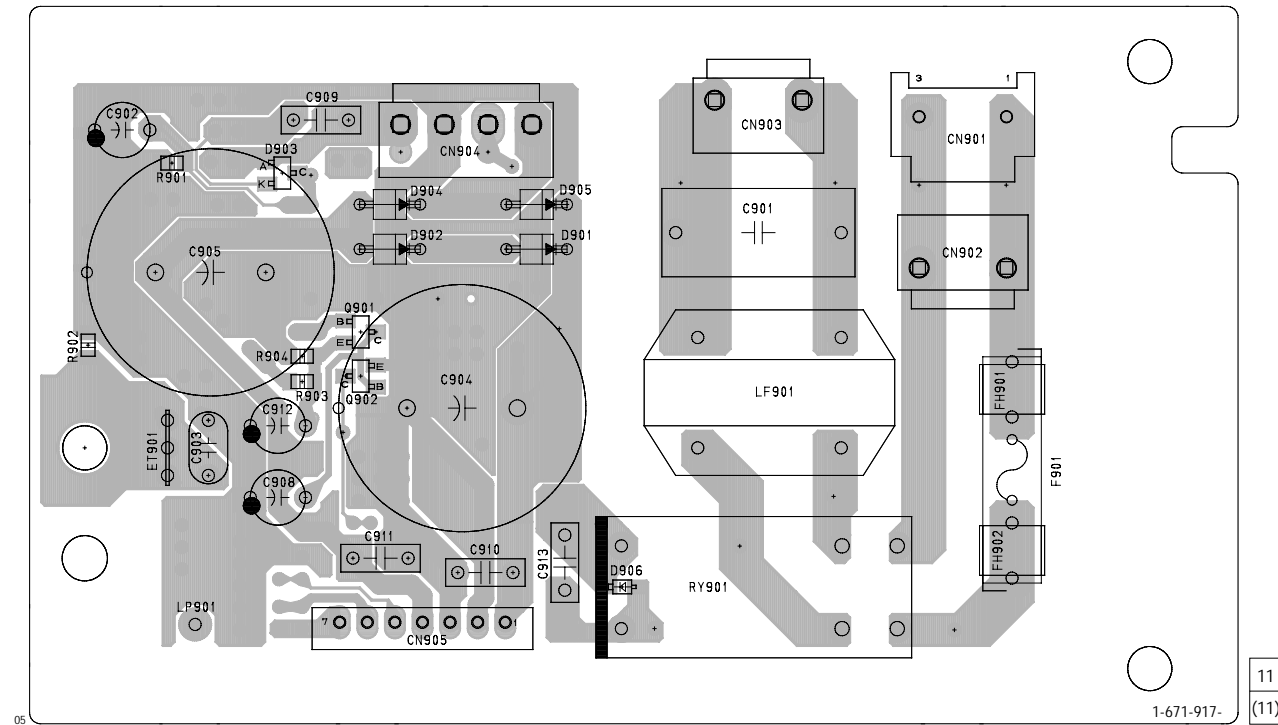 3 1
C909
C902
CN903
CN901
D903
CN904
A
C
K
R901
D904 D905
C901
D902 D901
C905
CN902
Q901
B
C
E
R902
R904
E
C
B
C904
R903
Q902
LF901
FH901
C912
ET901
C903
F901
C908
C911
C910
C913
D906
RY901
FH902
LP901
7 1
CN905
11
(11)
1-671-917-
05